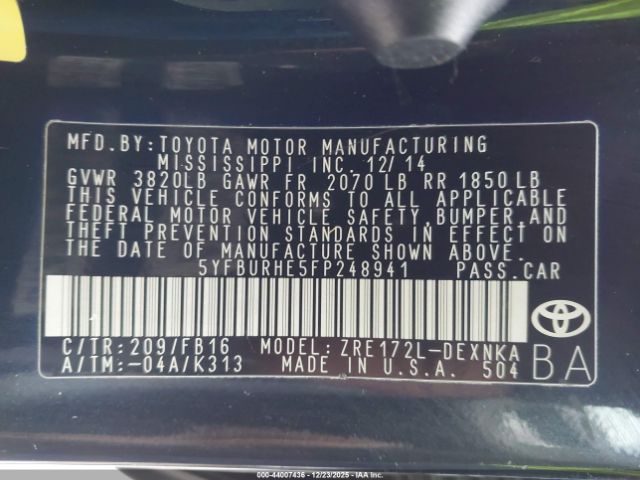 MFD. BY: TOYOTA MOTOR MANUFACTURING
MISSISSIPPI INC. 12/14
GVWR 3820LB GAWR FR 2070 LB RR 1850 LB
THIS VEHICLE CONFORMS TO ALL APPLICABLE
FEDERAL MOTOR VEHICLE SAFETY, BUMPER, AND
THEFT PREVENTION STANDARDS IN EFFECT ON
THE DATE OF MANUFACTURE SHOWN ABOVE.
5YFBURHE5FP248941 PASS. CAR
C/TR: 209/FB16 MODEL: ZRE172L-DEXNKA
A/TM: -04A/K313 MADE IN U.S.A. 504
BA
000-44007436 - 12/23/2025 - IAA Inc.